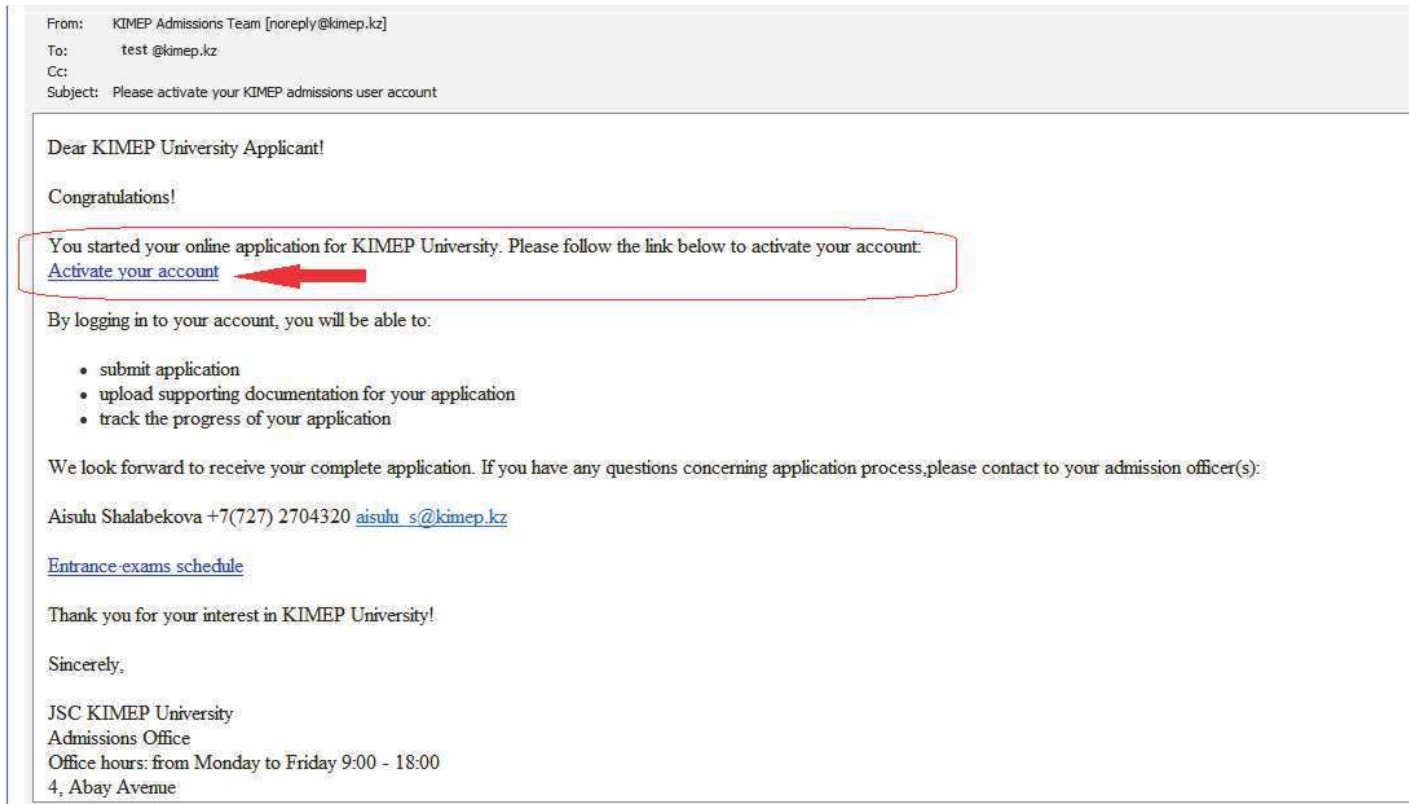 From: KIMEP Admissions Team [noreply@kimep.kz]
To: test @kimep.kz
Cc:
Subject: Please activate your KIMEP admissions user account
Dear KIMEP University Applicant!
Congratulations!
You started your online application for KIMEP University. Please follow the link below to activate your account:
Activate your account
By logging in to your account, you will be able to:
• submit application
• upload supporting documentation for your application
• track the progress of your application
We look forward to receive your complete application. If you have any questions concerning application process,please contact to your admission officer(s):
Aisulu Shalabekova +7(727) 2704320 aisulu_s@kimep.kz
Entrance exams schedule
Thank you for your interest in KIMEP University!
Sincerely,
JSC KIMEP University
Admissions Office
Office hours: from Monday to Friday 9:00 - 18:00
4, Abay Avenue